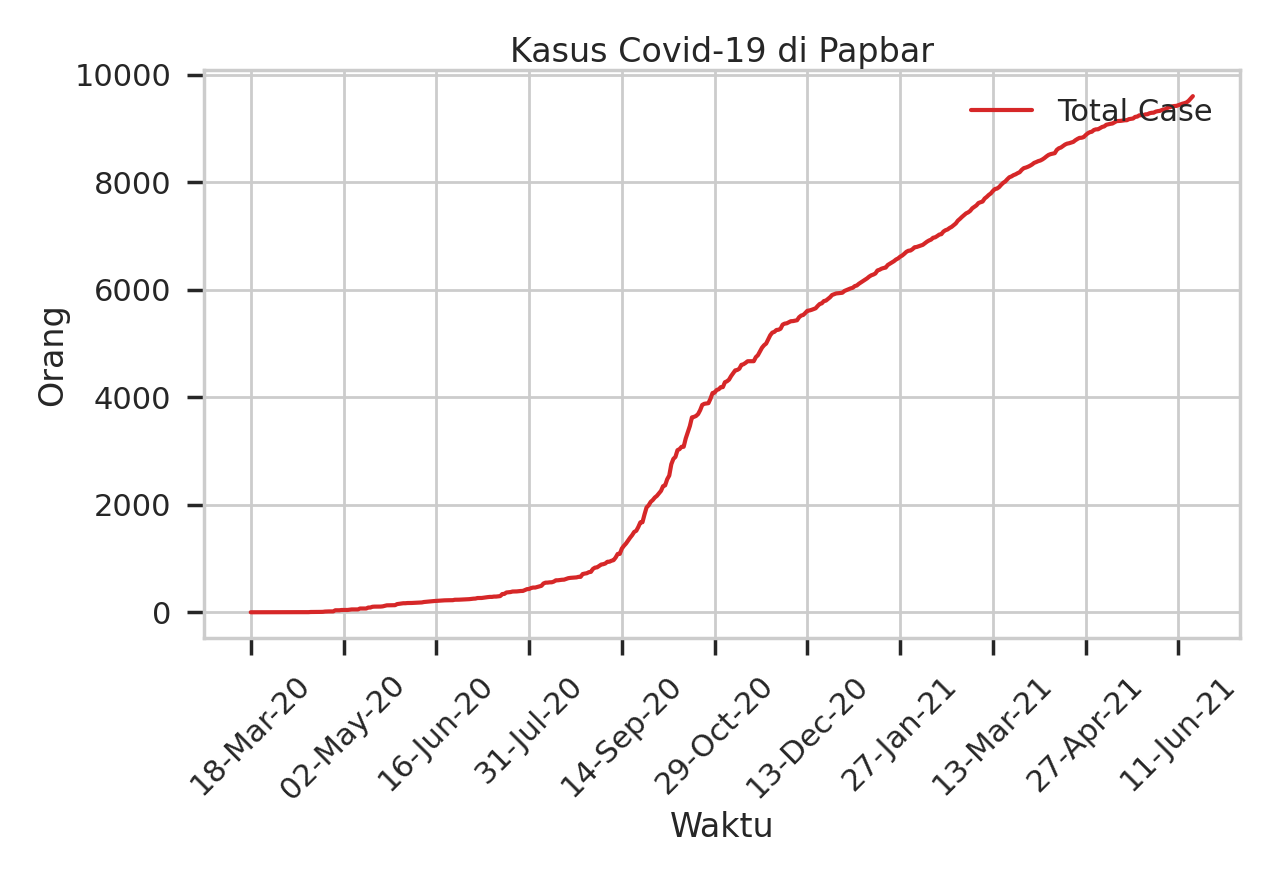 Kasus Covid-19 di Papbar
Total Case
10000
8000
6000
4000
2000
0
Orang
18-Mar-20
02-May-20
16-Jun-20
31-Jul-20
14-Sep-20
29-Oct-20
13-Dec-20
27-Jan-21
13-Mar-21
27-Apr-21
11-Jun-21
Waktu